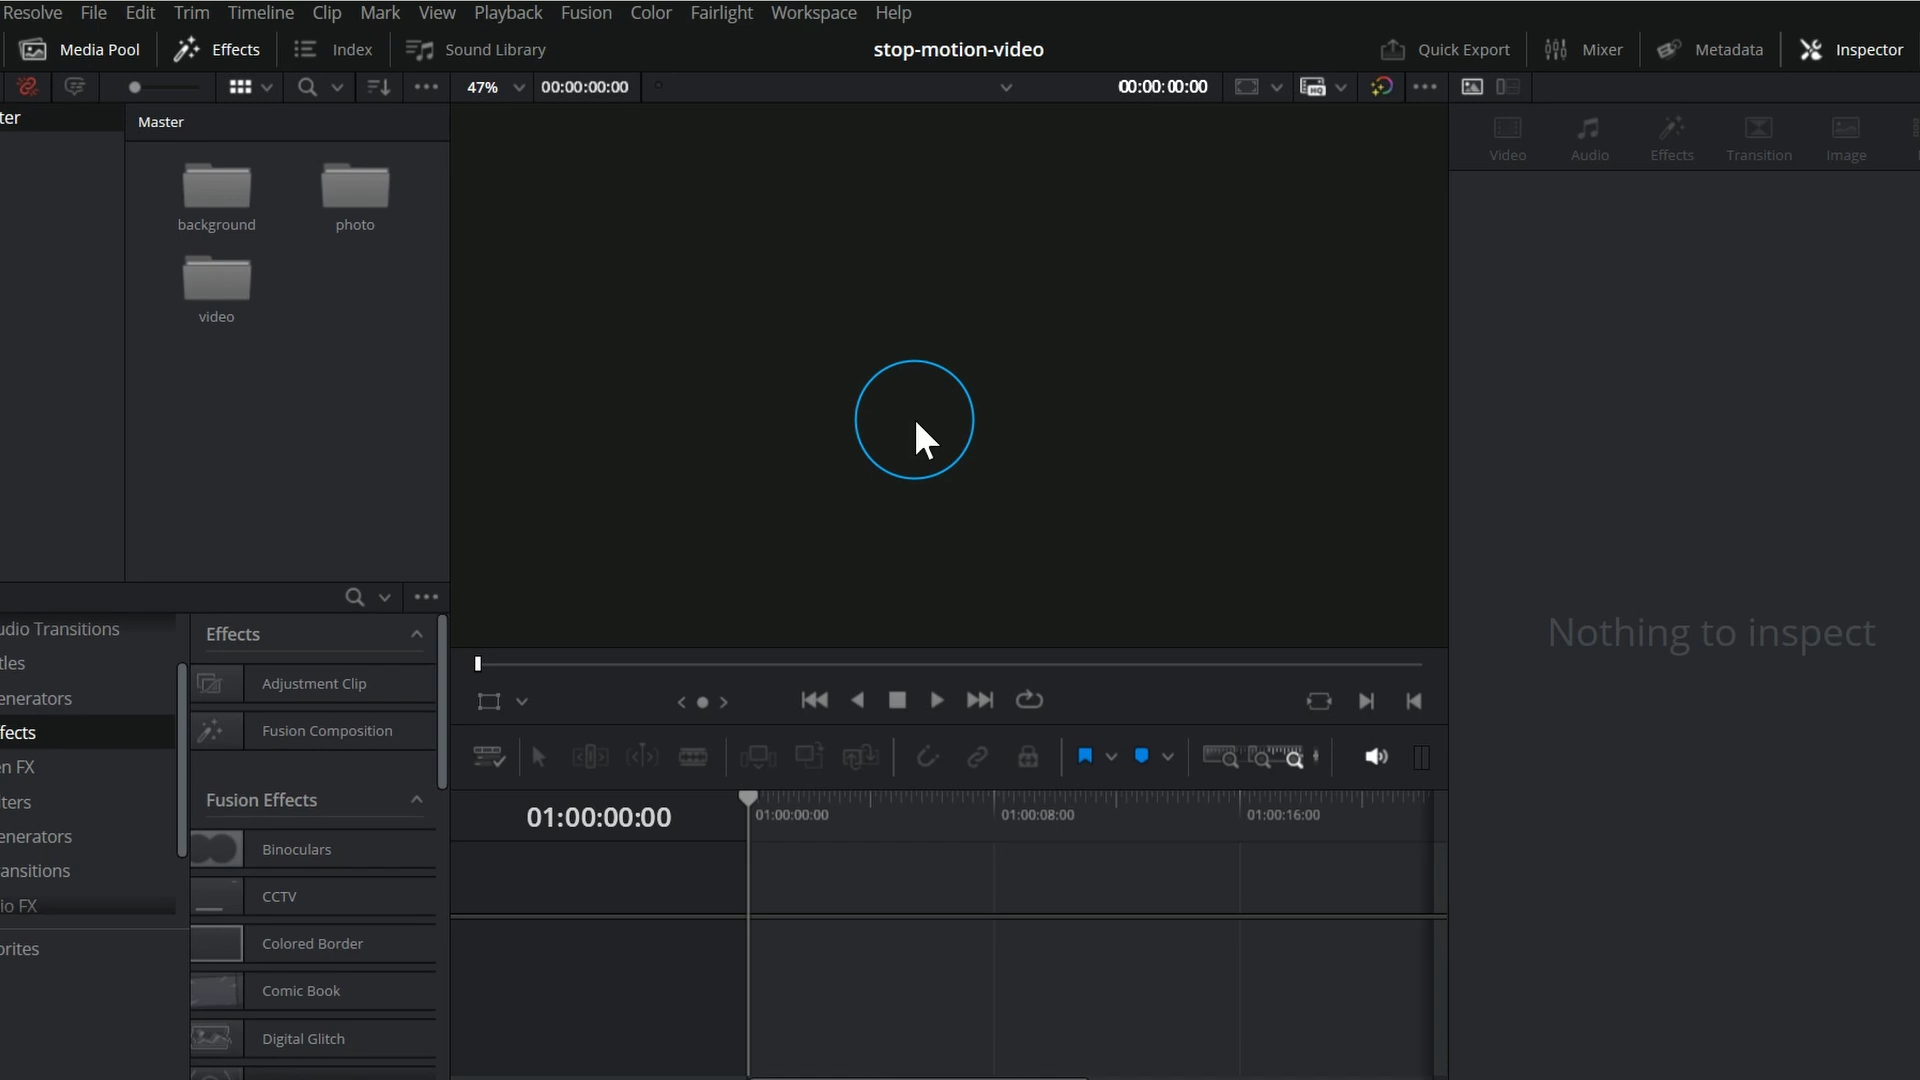 Resolve File Edit Trim Timeline Clip Mark View Playback Fusion Color Fairlight Workspace Help
Media Pool Effects Index Sound Library stop-motion-video Quick Export Mixer Metadata Inspector
47% 00:00:00:00 00:00:00:00
ter Master
background photo
video
Video Audio Effects Transition Image
Nothing to inspect
udio Transitions
tles
enerators
fects
en FX
lters
enerators
ansitions
io FX
orites
Effects
Adjustment Clip
Fusion Composition
Fusion Effects
Binoculars
CCTV
Colored Border
Comic Book
Digital Glitch
01:00:00:00 01:00:00:00 01:00:08:00 01:00:16:00